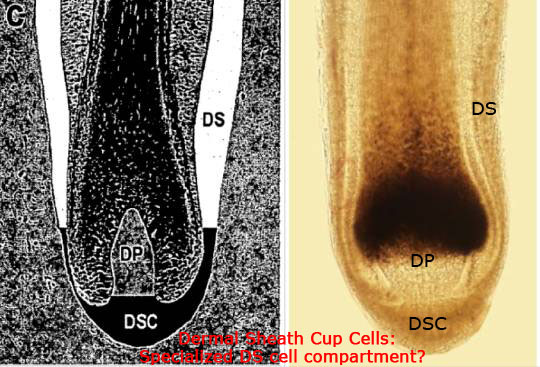 C
DS
DS
DP
DP
DSC
DSC
Dermal Sheath Cup Cells:
Specialized DS cell compartment?